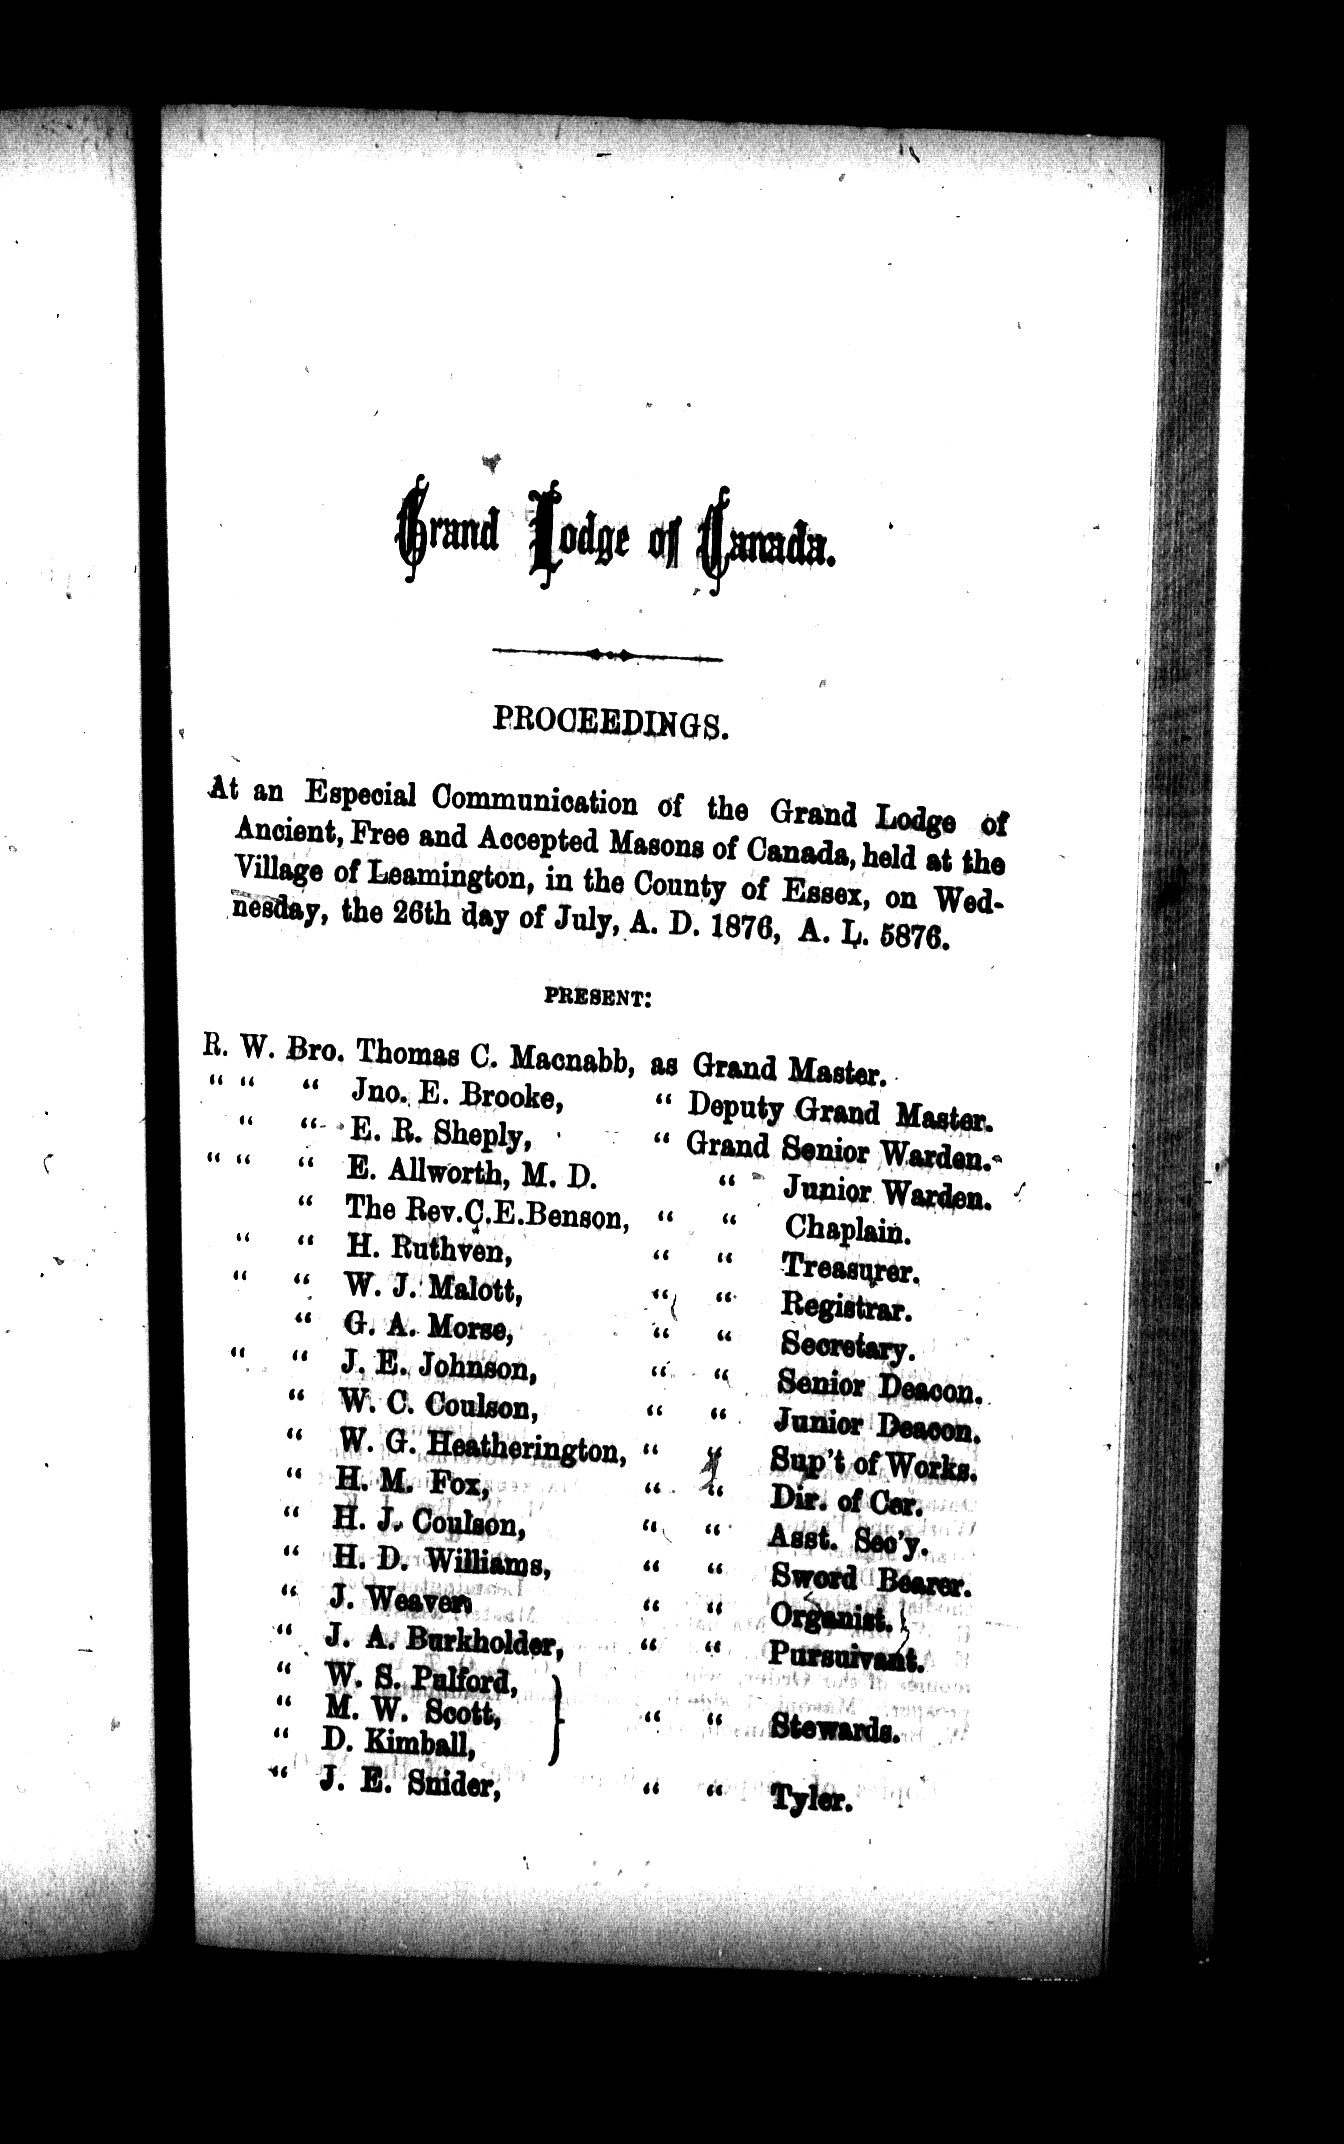 Grand Lodge of Canada.
PROCEEDINGS.
At an Especial Communication of the Grand Lodge of
Ancient, Free and Accepted Masons of Canada, held at the
Village of Leamington, in the County of Essex, on Wed-
nesday, the 26th day of July, A. D. 1876, A. L. 5876.
PRESENT:
R. W. Bro. Thomas C. Macnabb, as Grand Master.
“ “ “ Jno. E. Brooke, “ Deputy Grand Master.
“ “ E. R. Sheply, “ Grand Senior Warden.
“ “ “ E. Allworth, M. D. “ Junior Warden.
“ The Rev. C. E. Benson, “ “ Chaplain.
“ “ H. Ruthven, “ “ Treasurer.
“ “ W. J. Malott, “ “ Registrar.
“ G. A. Morse, “ “ Secretary.
“ “ J. E. Johnson, “ “ Senior Deacon.
“ W. C. Coulson, “ “ Junior Deacon.
“ W. G. Heatherington, “ “ Sup't of Works.
“ H. M. Fox, “ “ Dir. of Cer.
“ H. J. Coulson, “ “ Asst. Sec'y.
“ H. D. Williams, “ “ Sword Bearer.
“ J. Weaver, “ “ Organist.
“ J. A. Burkholder, “ “ Pursuivant.
“ W. S. Palford,
“ M. W. Scott, } “ “ Stewards.
“ D. Kimball,
“ J. E. Snider, “ “ Tyler.